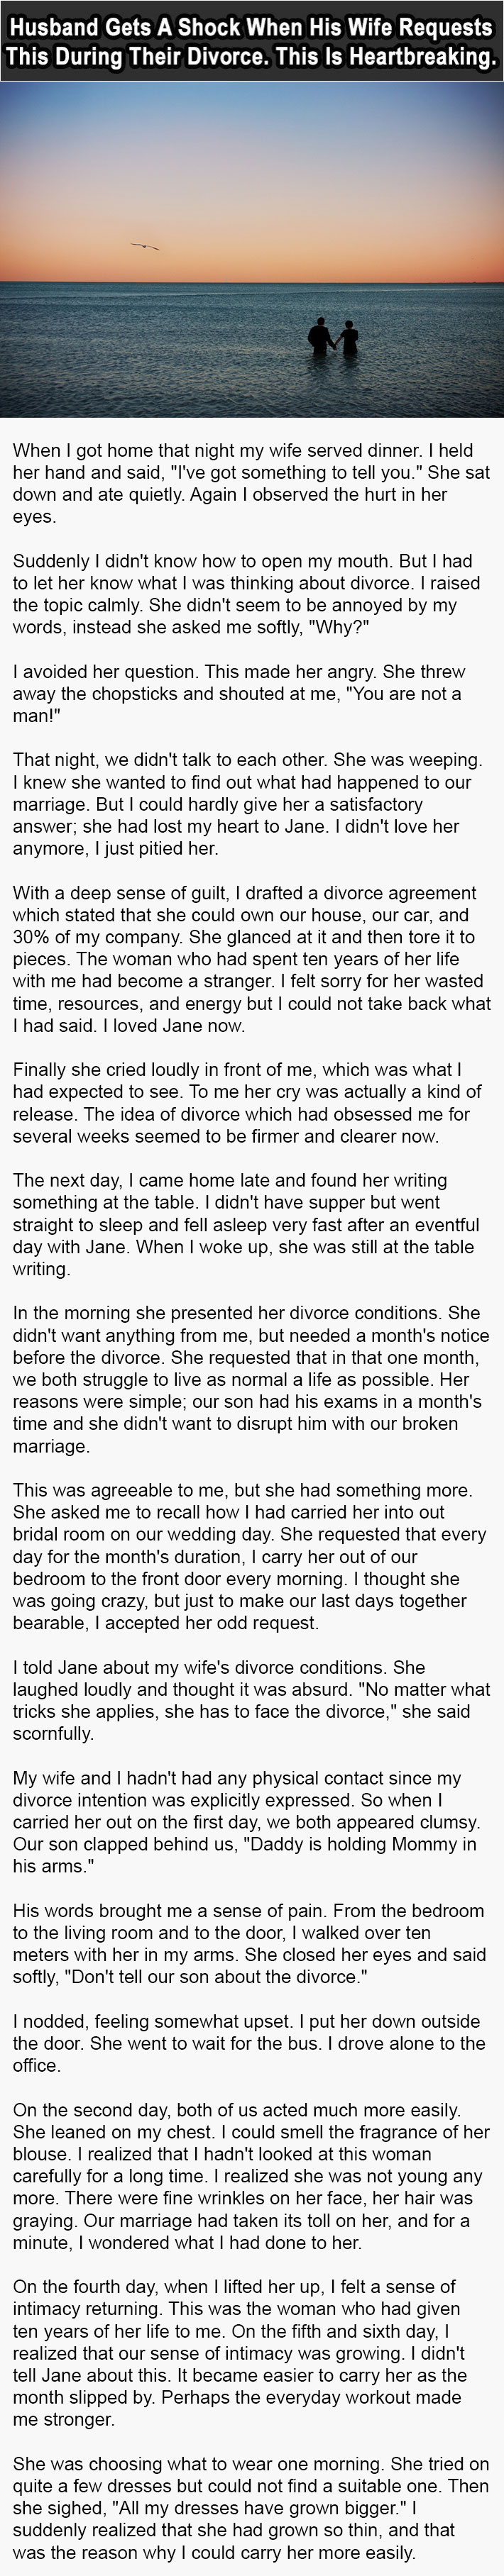 Husband Gets A Shock When His Wife Requests
This During Their Divorce. This Is Heartbreaking.
When I got home that night my wife served dinner. I held
her hand and said, "I've got something to tell you." She sat
down and ate quietly. Again I observed the hurt in her
eyes.
Suddenly I didn't know how to open my mouth. But I had
to let her know what I was thinking about divorce. I raised
the topic calmly. She didn't seem to be annoyed by my
words, instead she asked me softly, "Why?"
I avoided her question. This made her angry. She threw
away the chopsticks and shouted at me, "You are not a
man!"
That night, we didn't talk to each other. She was weeping.
I knew she wanted to find out what had happened to our
marriage. But I could hardly give her a satisfactory
answer; she had lost my heart to Jane. I didn't love her
anymore, I just pitied her.
With a deep sense of guilt, I drafted a divorce agreement
which stated that she could own our house, our car, and
30% of my company. She glanced at it and then tore it to
pieces. The woman who had spent ten years of her life
with me had become a stranger. I felt sorry for her wasted
time, resources, and energy but I could not take back what
I had said. I loved Jane now.
Finally she cried loudly in front of me, which was what I
had expected to see. To me her cry was actually a kind of
release. The idea of divorce which had obsessed me for
several weeks seemed to be firmer and clearer now.
The next day, I came home late and found her writing
something at the table. I didn't have supper but went
straight to sleep and fell asleep very fast after an eventful
day with Jane. When I woke up, she was still at the table
writing.
In the morning she presented her divorce conditions. She
didn't want anything from me, but needed a month's notice
before the divorce. She requested that in that one month,
we both struggle to live as normal a life as possible. Her
reasons were simple; our son had his exams in a month's
time and she didn't want to disrupt him with our broken
marriage.
This was agreeable to me, but she had something more.
She asked me to recall how I had carried her into out
bridal room on our wedding day. She requested that every
day for the month's duration, I carry her out of our
bedroom to the front door every morning. I thought she
was going crazy, but just to make our last days together
bearable, I accepted her odd request.
I told Jane about my wife's divorce conditions. She
laughed loudly and thought it was absurd. "No matter what
tricks she applies, she has to face the divorce," she said
scornfully.
My wife and I hadn't had any physical contact since my
divorce intention was explicitly expressed. So when I
carried her out on the first day, we both appeared clumsy.
Our son clapped behind us, "Daddy is holding Mommy in
his arms."
His words brought me a sense of pain. From the bedroom
to the living room and to the door, I walked over ten
meters with her in my arms. She closed her eyes and said
softly, "Don't tell our son about the divorce."
I nodded, feeling somewhat upset. I put her down outside
the door. She went to wait for the bus. I drove alone to the
office.
On the second day, both of us acted much more easily.
She leaned on my chest. I could smell the fragrance of her
blouse. I realized that I hadn't looked at this woman
carefully for a long time. I realized she was not young any
more. There were fine wrinkles on her face, her hair was
graying. Our marriage had taken its toll on her, and for a
minute, I wondered what I had done to her.
On the fourth day, when I lifted her up, I felt a sense of
intimacy returning. This was the woman who had given
ten years of her life to me. On the fifth and sixth day, I
realized that our sense of intimacy was growing. I didn't
tell Jane about this. It became easier to carry her as the
month slipped by. Perhaps the everyday workout made
me stronger.
She was choosing what to wear one morning. She tried on
quite a few dresses but could not find a suitable one. Then
she sighed, "All my dresses have grown bigger." I
suddenly realized that she had grown so thin, and that
was the reason why I could carry her more easily.